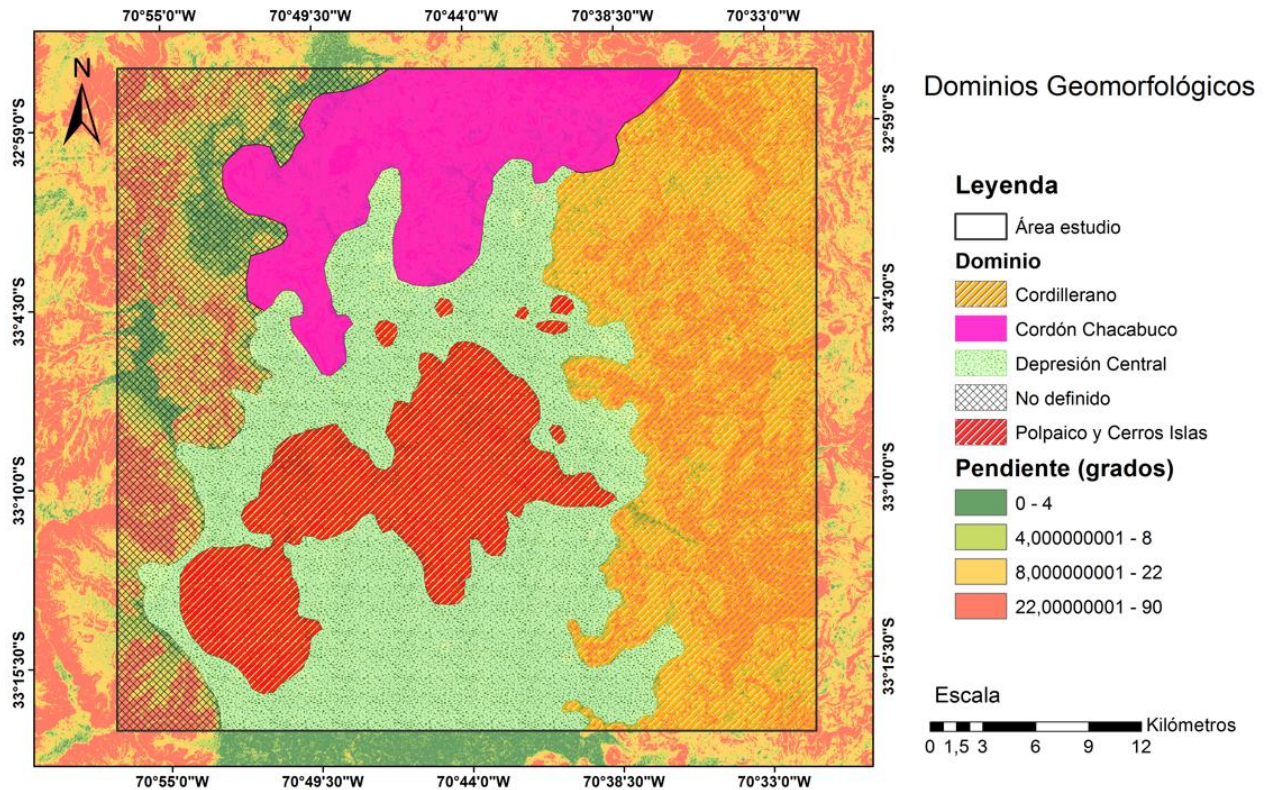 70°55'0"W 70°49'30"W 70°44'0"W 70°38'30"W 70°33'0"W
N
32°59'0"S
33°4'30"S
33°10'0"S
33°15'30"S
32°59'0"S
33°4'30"S
33°10'0"S
33°15'30"S
70°55'0"W 70°49'30"W 70°44'0"W 70°38'30"W 70°33'0"W
Dominios Geomorfológicos
Leyenda
Área estudio
Dominio
Cordillerano
Cordón Chacabuco
Depresión Central
No definido
Polpaico y Cerros Islas
Pendiente (grados)
0 - 4
4,000000001 - 8
8,000000001 - 22
22,00000001 - 90
Escala
Kilómetros
0 1,5 3 6 9 12